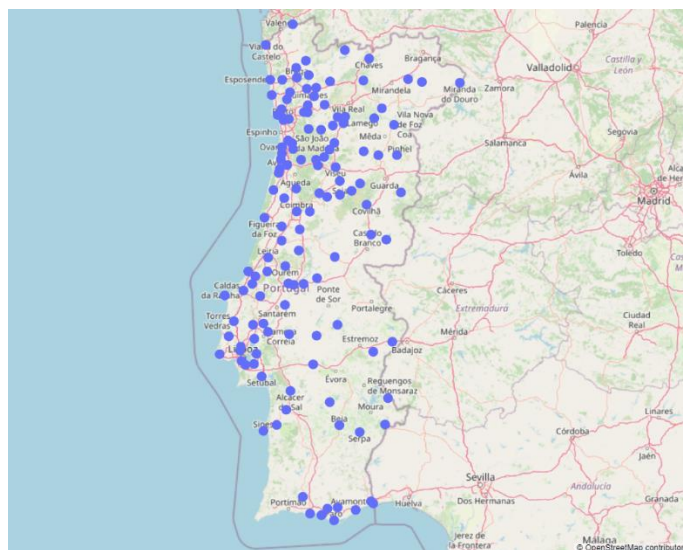 Valença
Palencia
Viana do
Castelo
Chaves
Bragança
Castilla y
León
Esposende
Mirandela
Miranda
do Douro
Zamora
Valladolid
Vila Real
Lamego
Vila Nova
de Foz
Coa
Espinho
São João
da Madeira
Mêda
Salamanca
Segovia
Pinhel
Viseu
Ávila
Águeda
Guarda
Madrid
Coimbra
Covilhã
Figueira
da Foz
Castelo
Branco
Toledo
Leiria
Ourem
Caldas
da Rainha
Portugal
Ponte
de Sor
Cáceres
Santarém
Portalegre
Extremadura
Torres
Vedras
Ciudad
Real
Correia
Estremoz
Mérida
Lisboa
Badajoz
Setúbal
Évora
Reguengos
de Monsaraz
Alcácer
do Sal
Moura
Linares
Sines
Beja
Córdoba
Serpa
Jaén
Sevilla
Portimão
Ayamonte
Huelva
Dos Hermanas
Andalucía
Granada
Faro
Jerez de
la Frontera
Málaga
© OpenStreetMap contributor